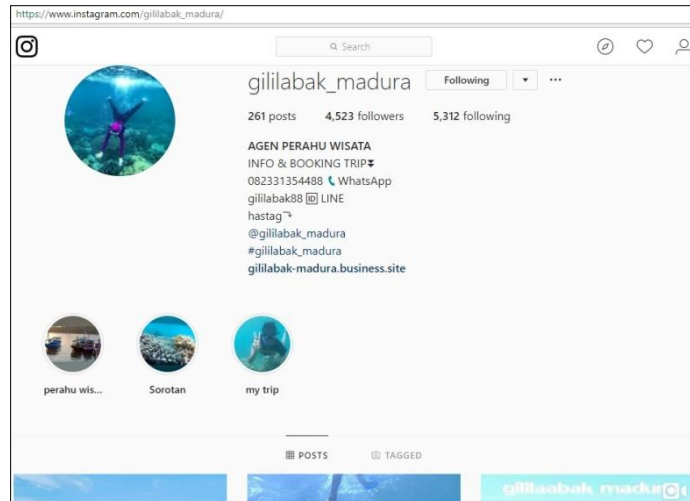 https://www.instagram.com/gililabak_madura/
Search
gililabak_madura Following
261 posts 4,523 followers 5,312 following
AGEN PERAHU WISATA
INFO & BOOKING TRIP⏬
082331354488 📞 WhatsApp
gililabak88 🆔 LINE
hastag⤵
@gililabak_madura
#gililabak_madura
gililabak-madura.business.site
perahu wis... Sorotan my trip
POSTS TAGGED
gililaabak madura